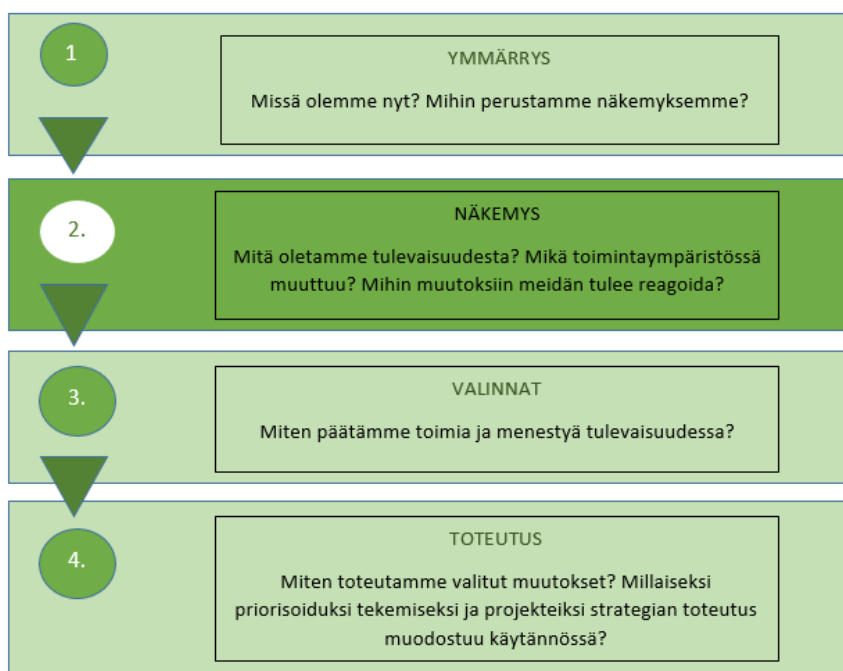 1
YMMÄRRYS
Missä olemme nyt? Mihin perustamme näkemyksemme?
2.
NÄKEMYS
Mitä oletamme tulevaisuudesta? Mikä toimintaympäristössä
muuttuu? Mihin muutoksiin meidän tulee reagoida?
3.
VALINNAT
Miten päätämme toimia ja menestyä tulevaisuudessa?
4.
TOTEUTUS
Miten toteutamme valitut muutokset? Millaiseksi
priorisoiduksi tekemiseksi ja projekteiksi strategian toteutus
muodostuu käytännössä?